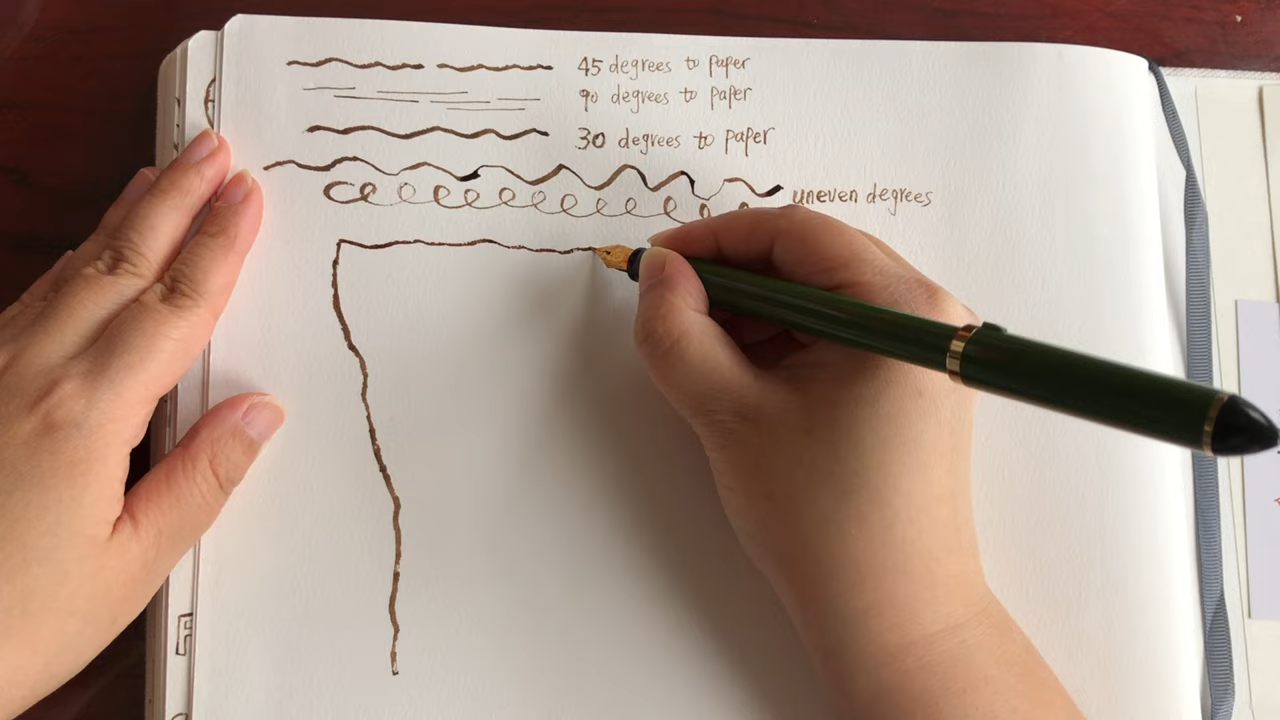 45 degrees to paper
90 degrees to paper
30 degrees to paper
uneven degrees
F